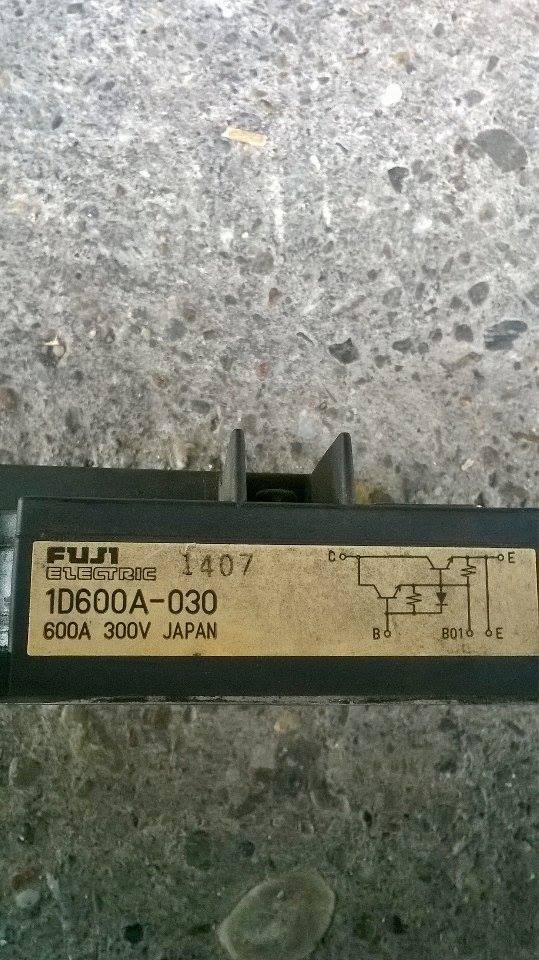 FUJI 1407
ELECTRIC
1D600A-030
600A 300V JAPAN
C E
B B01 E